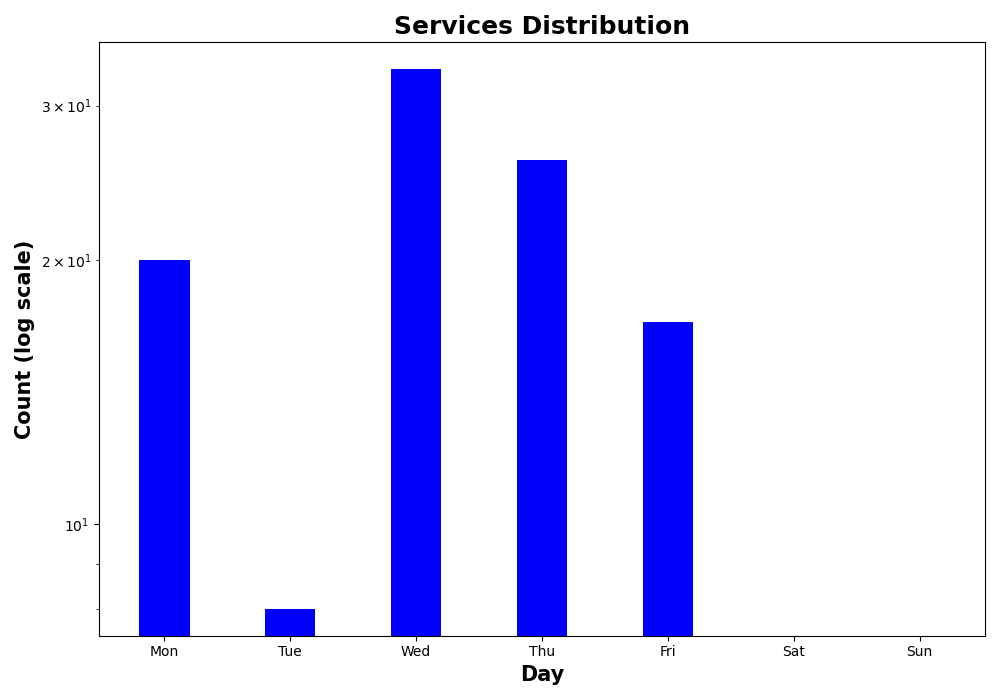 Services Distribution
Count (log scale)
3 × 10¹
2 × 10¹
10¹
Mon Tue Wed Thu Fri Sat Sun
Day